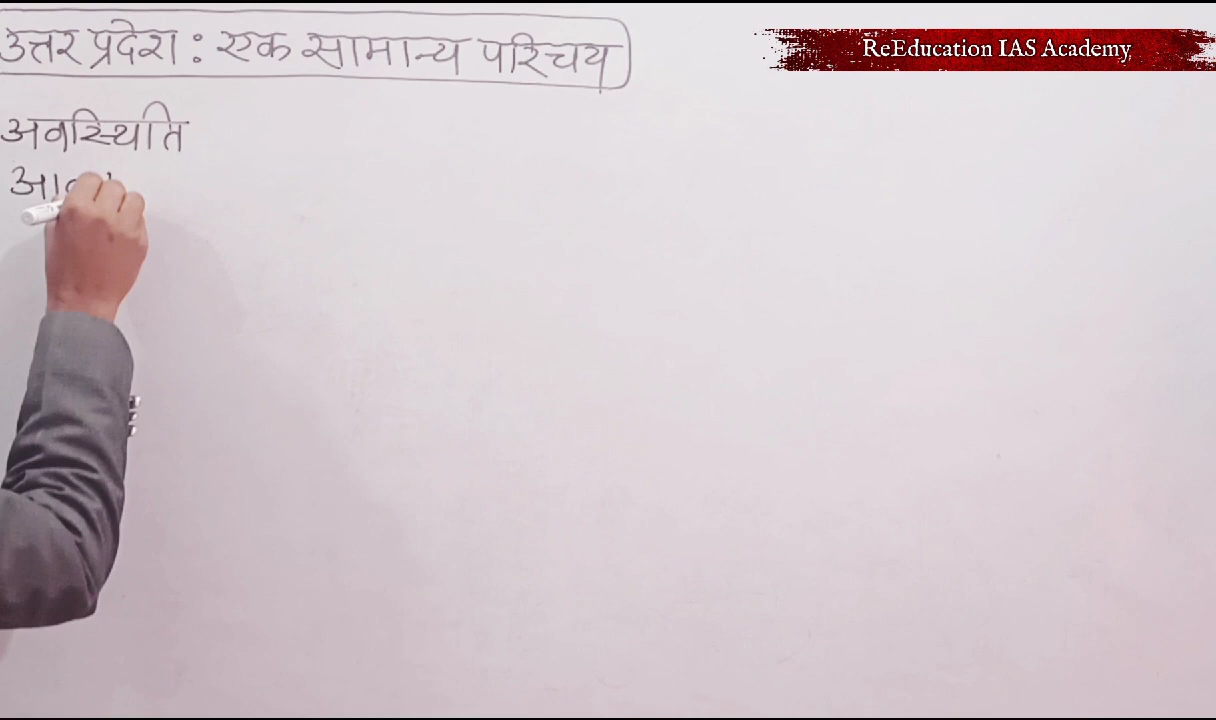 उत्तर प्रदेश : एक सामान्य परिचय
ReEducation IAS Academy
अवस्थिति